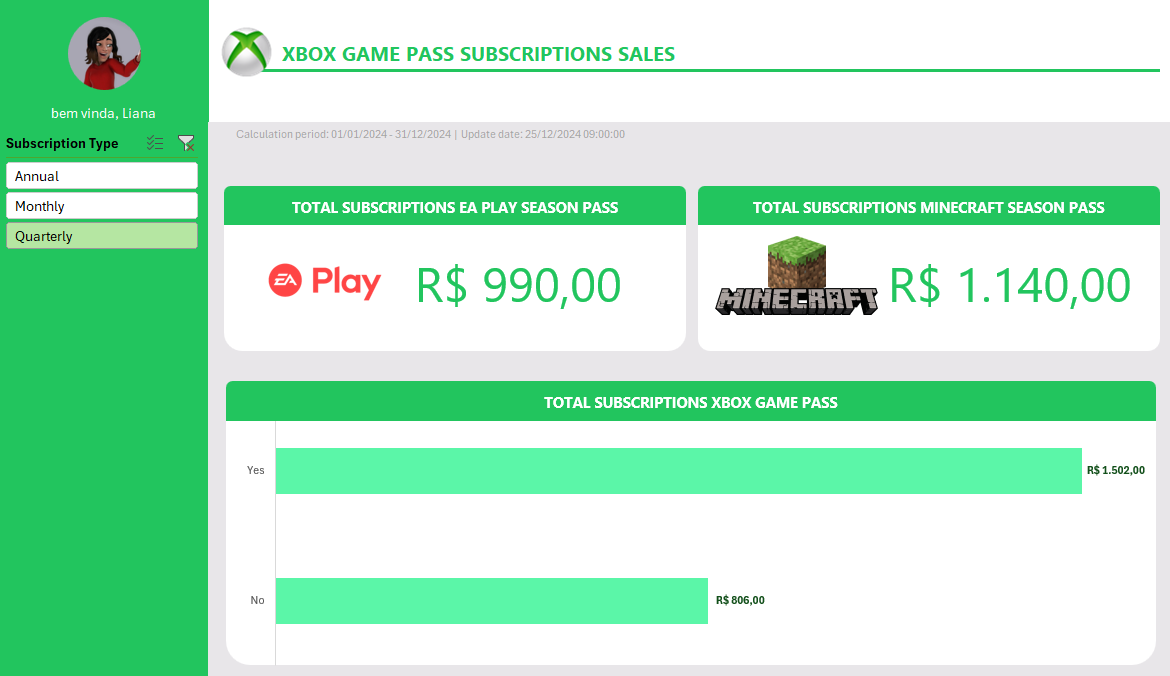 bem vinda, Liana
Subscription Type
Annual
Monthly
Quarterly
XBOX GAME PASS SUBSCRIPTIONS SALES
Calculation period: 01/01/2024 - 31/12/2024 | Update date: 25/12/2024 09:00:00
TOTAL SUBSCRIPTIONS EA PLAY SEASON PASS
EA Play R$ 990,00
TOTAL SUBSCRIPTIONS MINECRAFT SEASON PASS
MINECRAFT R$ 1.140,00
TOTAL SUBSCRIPTIONS XBOX GAME PASS
Yes R$ 1.502,00
No R$ 806,00